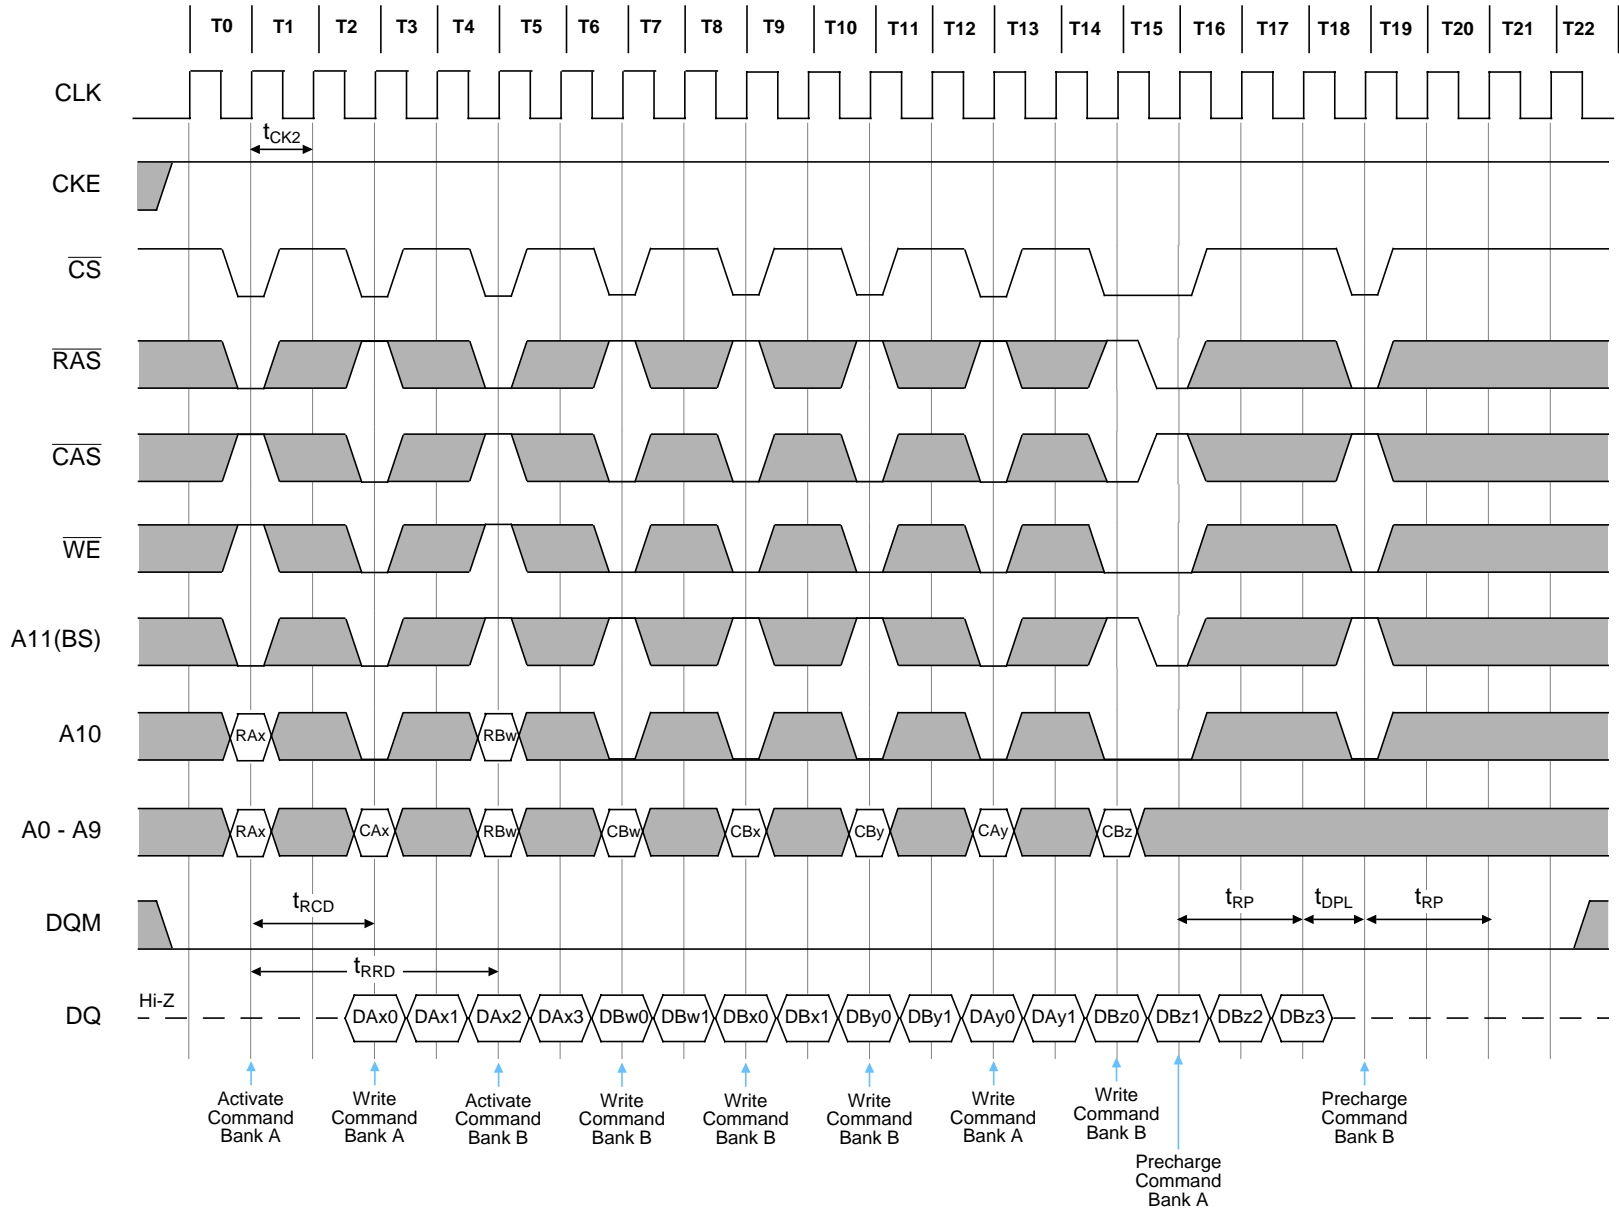 T0 T1 T2 T3 T4 T5 T6 T7 T8 T9 T10 T11 T12 T13 T14 T15 T16 T17 T18 T19 T20 T21 T22
CLK
tCK2
CKE
CS
RAS
CAS
WE
A11(BS)
A10
RAx RBw
A0 - A9
RAx CAx RBw CBw CBx CBy CAy CBz
DQM
tRCD
tRP tDPL tRP
tRRD
DQ
Hi-Z
DAx0 DAx1 DAx2 DAx3 DBw0 DBw1 DBx0 DBx1 DBy0 DBy1 DAy0 DAy1 DBz0 DBz1 DBz2 DBz3
Activate
Command
Bank A
Write
Command
Bank A
Activate
Command
Bank B
Write
Command
Bank B
Write
Command
Bank B
Write
Command
Bank B
Write
Command
Bank A
Write
Command
Bank B
Precharge
Command
Bank A
Precharge
Command
Bank B